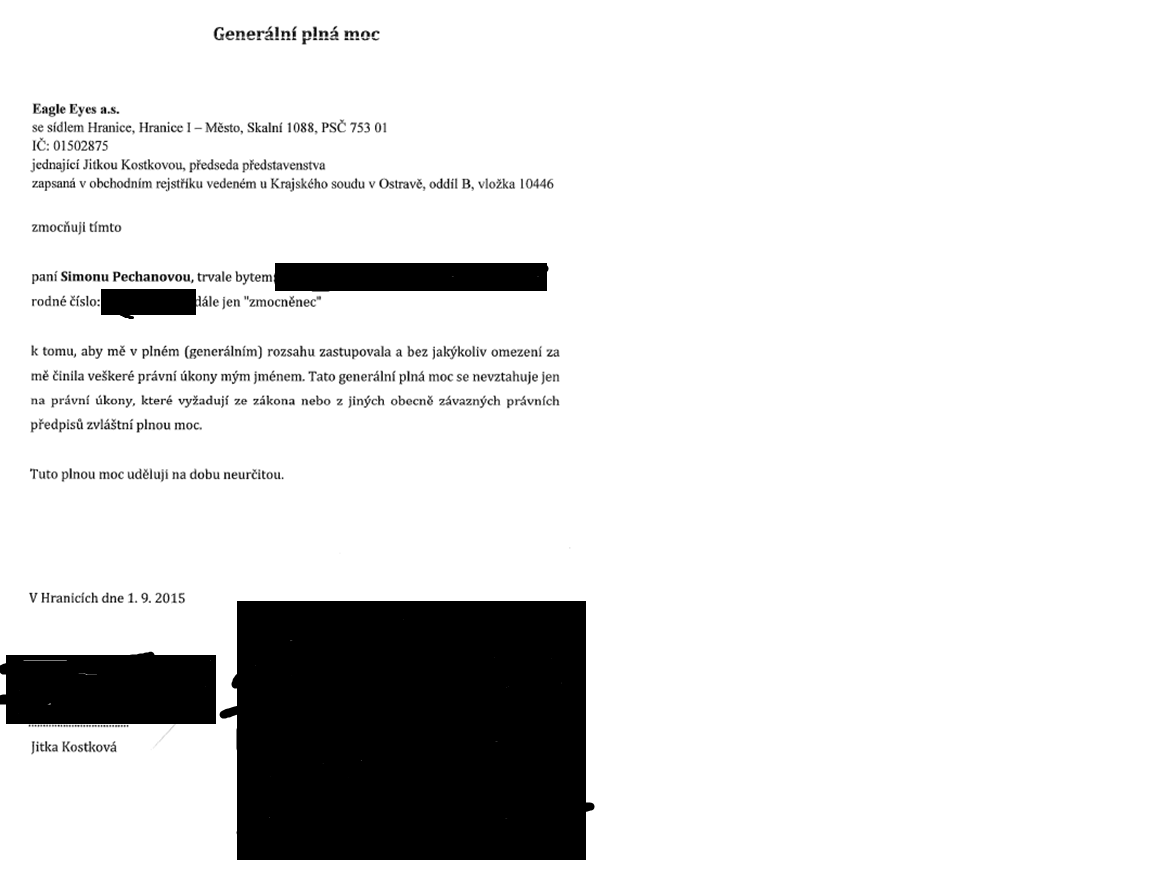 Generální plná moc
Eagle Eyes a.s.
se sídlem Hranice, Hranice I – Město, Skalní 1088, PSČ 753 01
IČ: 01502875
jednající Jitkou Kostkovou, předseda představenstva
zapsaná v obchodním rejstříku vedeném u Krajského soudu v Ostravě, oddíl B, vložka 10446
zmocňuji tímto
paní Simonu Pechanovou, trvale bytem:
rodné číslo: dále jen "zmocněnec"
k tomu, aby mě v plném (generálním) rozsahu zastupovala a bez jakýkoliv omezení za
mě činila veškeré právní úkony mým jménem. Tato generální plná moc se nevztahuje jen
na právní úkony, které vyžadují ze zákona nebo z jiných obecně závazných právních
předpisů zvláštní plnou moc.
Tuto plnou moc uděluji na dobu neurčitou.
V Hranicích dne 1. 9. 2015
Jitka Kostková